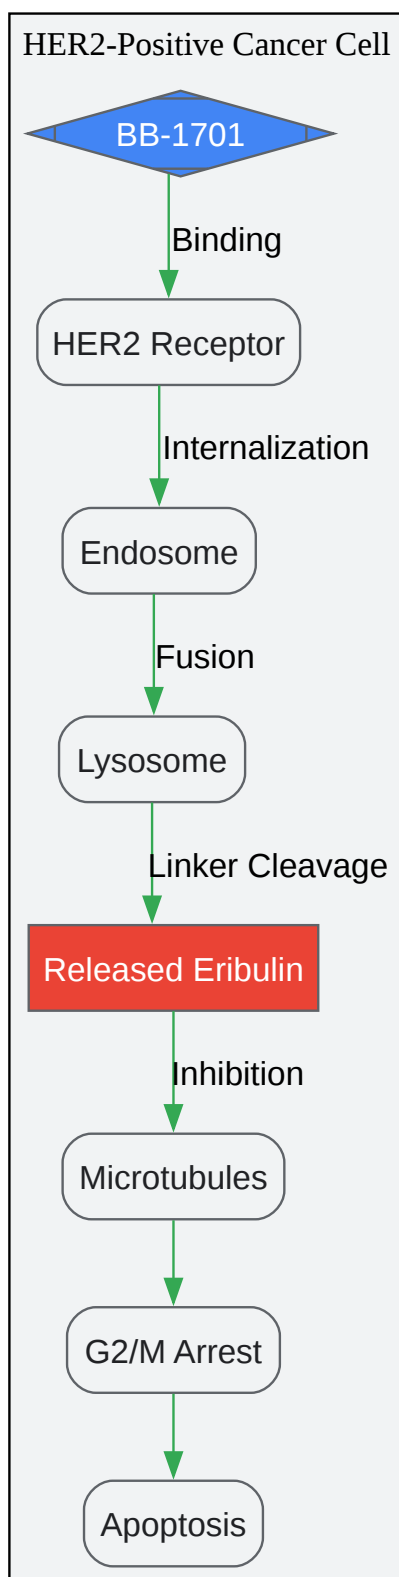 HER2-Positive Cancer Cell
BB-1701
Binding
HER2 Receptor
Internalization
Endosome
Fusion
Lysosome
Linker Cleavage
Released Eribulin
Inhibition
Microtubules
G2/M Arrest
Apoptosis